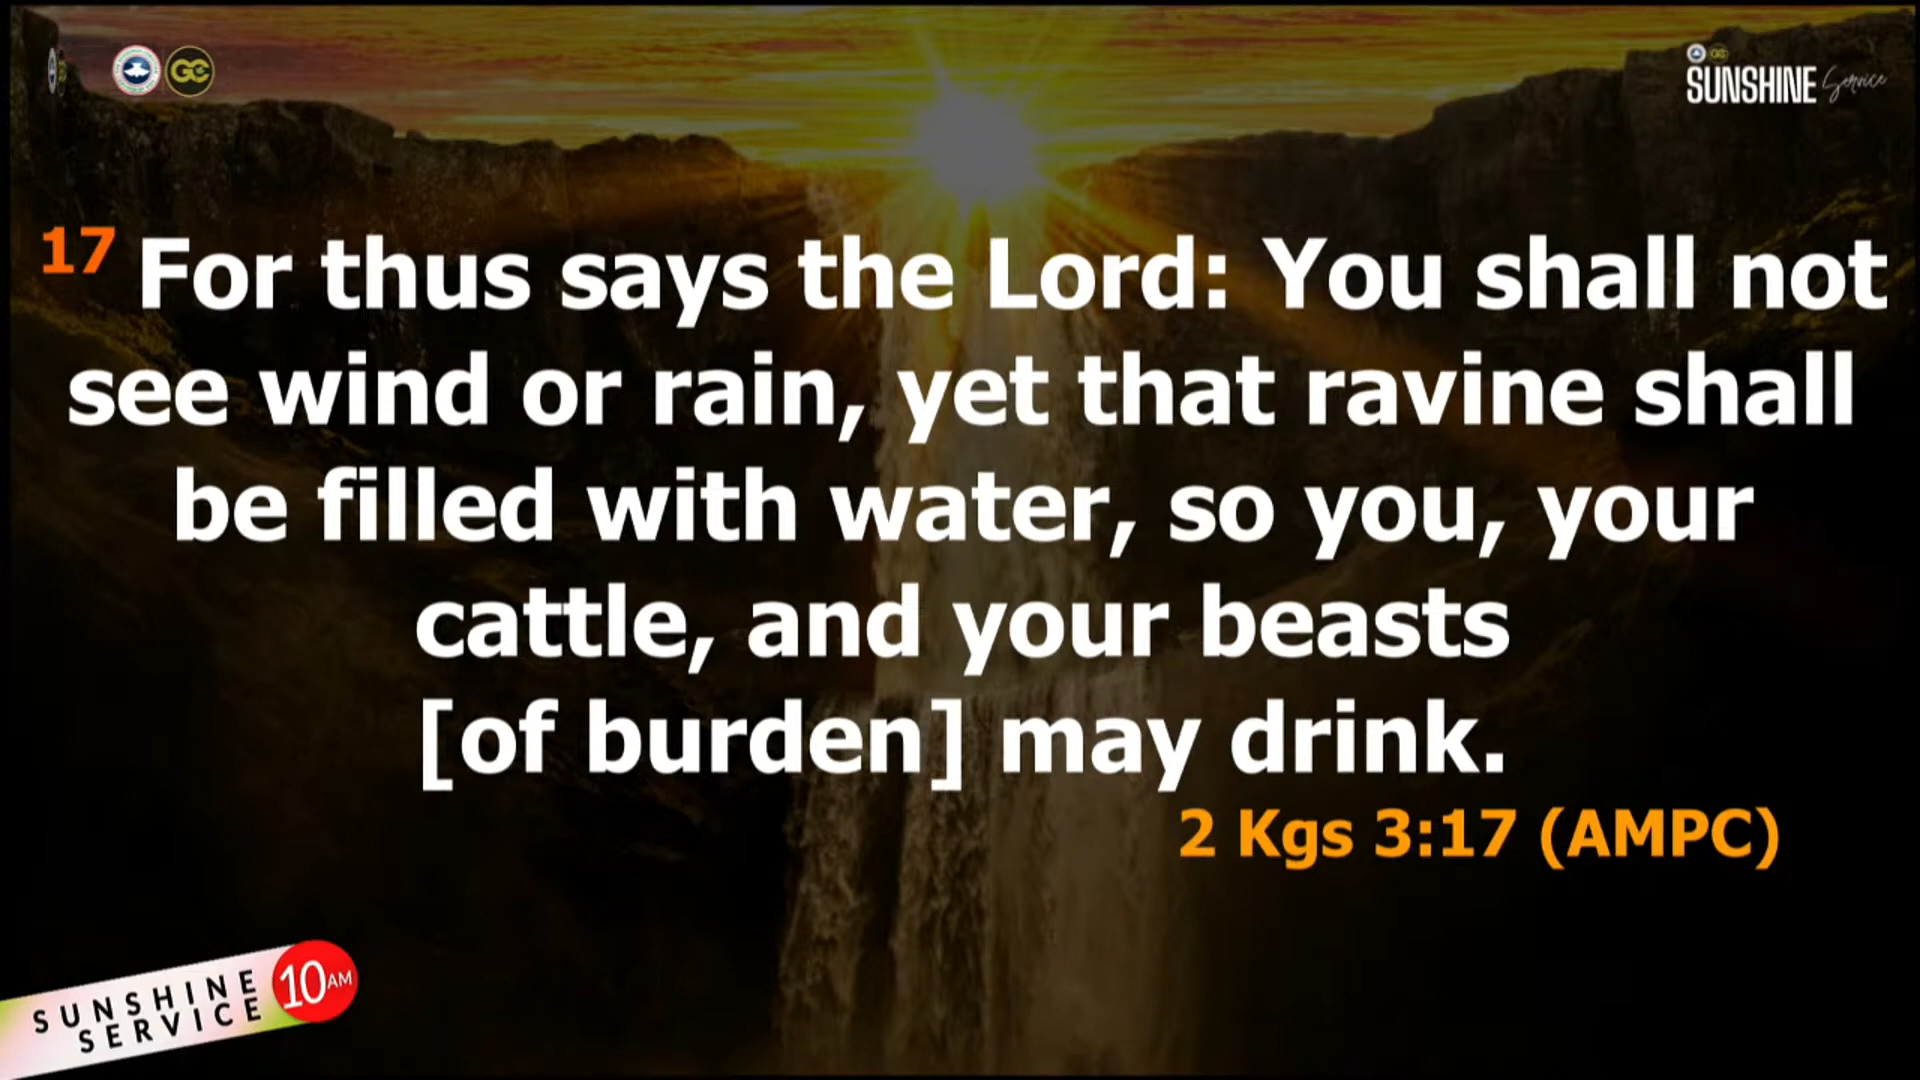 GC
SUNSHINE Service
17 For thus says the Lord: You shall not
see wind or rain, yet that ravine shall
be filled with water, so you, your
cattle, and your beasts
[of burden] may drink.
2 Kgs 3:17 (AMPC)
SUNSHINE
SERVICE
10AM